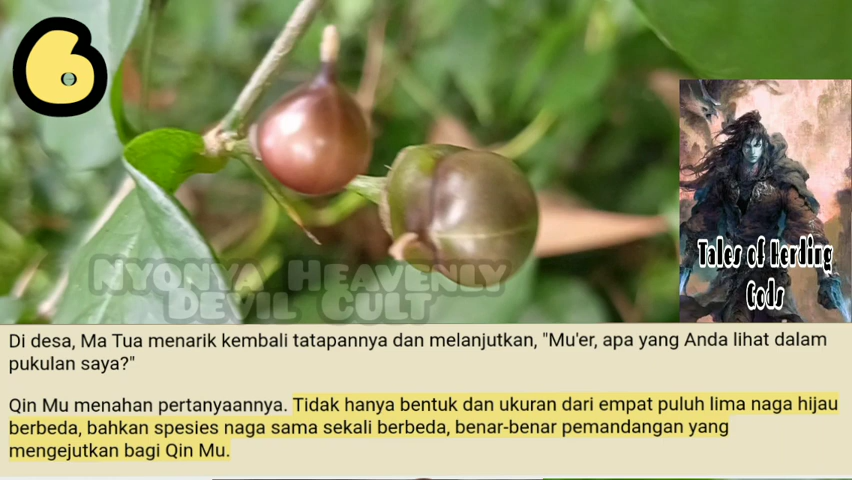 6
Tales of Herding
Gods
Nyonya Heavenly
Devil Cult
Di desa, Ma Tua menarik kembali tatapannya dan melanjutkan, "Mu'er, apa yang Anda lihat dalam
pukulan saya?"
Qin Mu menahan pertanyaannya. Tidak hanya bentuk dan ukuran dari empat puluh lima naga hijau
berbeda, bahkan spesies naga sama sekali berbeda, benar-benar pemandangan yang
mengejutkan bagi Qin Mu.